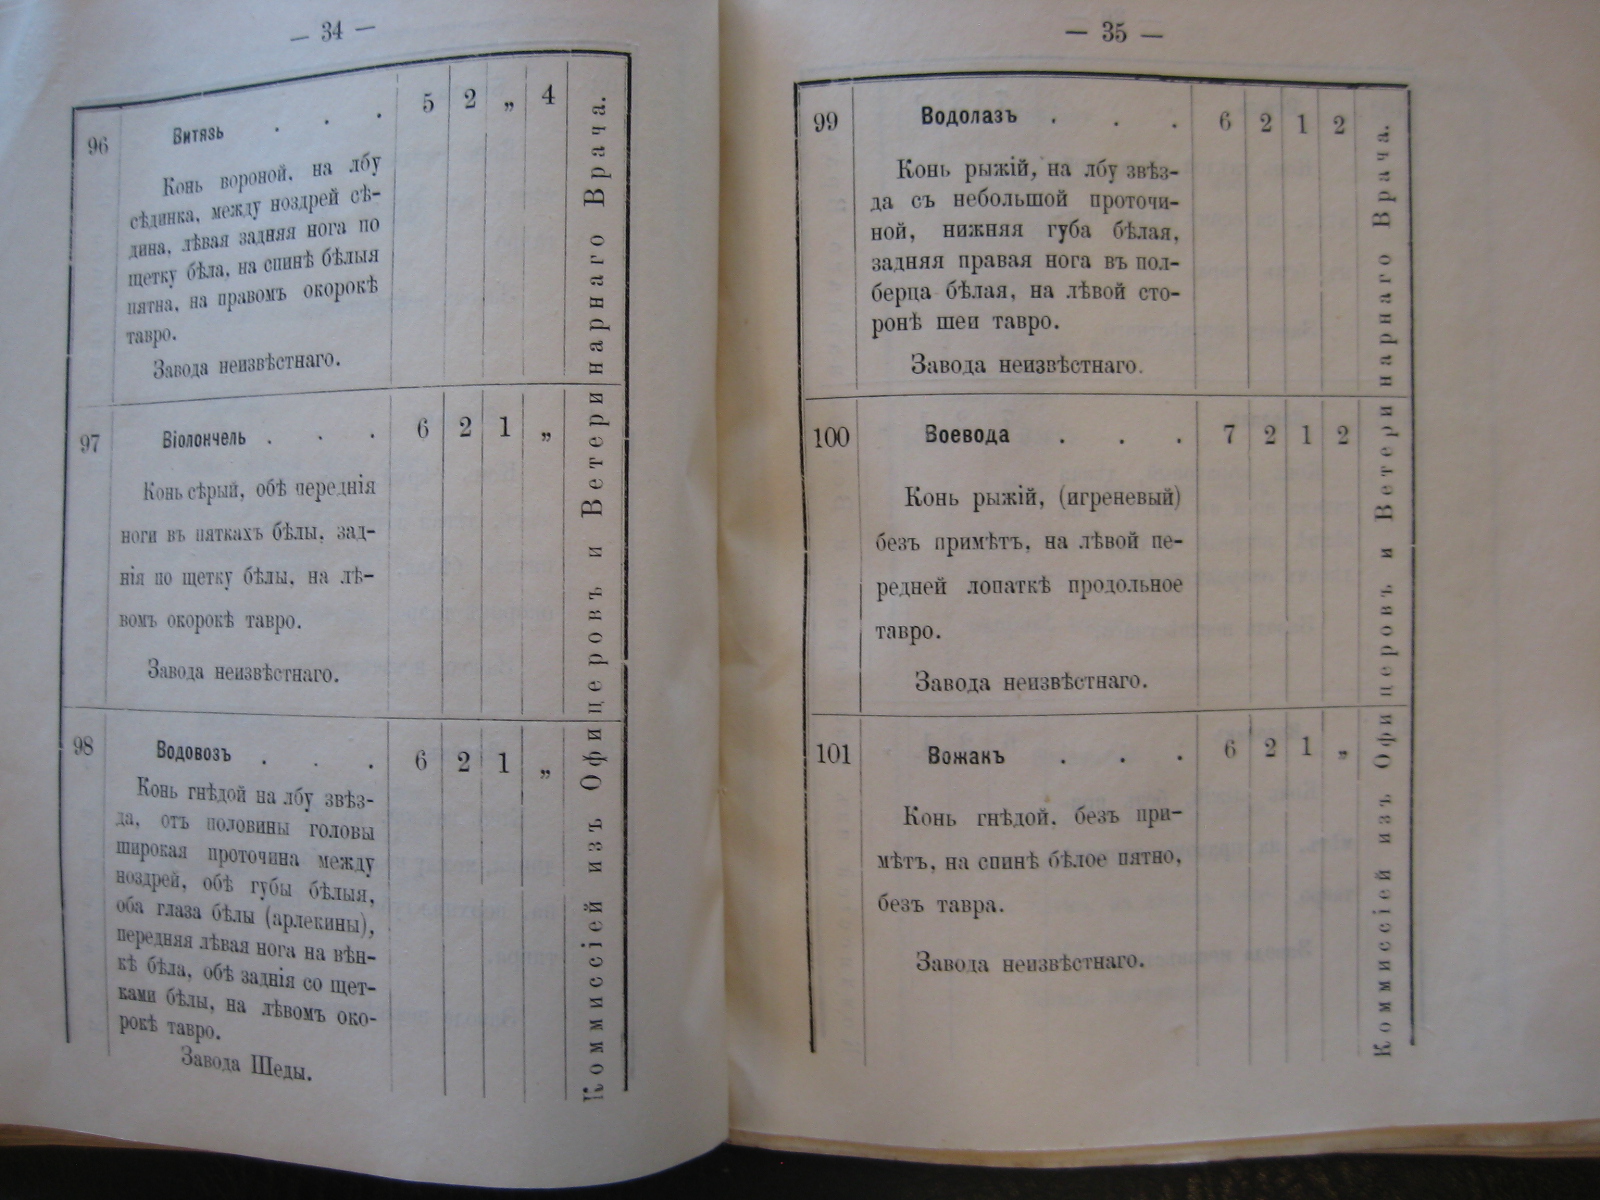 — 34 —
96 Витязь . . . 5 2 „ 4
Конь вороной, на лбу
сѣдинка, между ноздрей сѣ-
дина, лѣвая задняя нога по
щетку бѣла, на спинѣ бѣлыя
пятна, на правомъ окорокѣ
тавро.
Завода неизвѣстнаго.
97 Віолончель . . . 6 2 1 „
Конь сѣрый, обѣ переднія
ноги въ пяткахъ бѣлы, зад-
нія по щетку бѣлы, на лѣ-
вомъ окорокѣ тавро.
Завода неизвѣстнаго.
98 Водовозъ . . . 6 2 1 „
Конь гнѣдой на лбу звѣз-
да, отъ половины головы
широкая проточина между
ноздрей, обѣ губы бѣлыя,
оба глаза бѣлы (арлекины),
передняя лѣвая нога на вѣн-
кѣ бѣла, обѣ заднія со щет-
ками бѣлы, на лѣвомъ око-
рокѣ тавро.
Завода Шеды.
Коммиссіей изъ Офицеровъ и Ветеринарнаго Врача.
— 35 —
99 Водолазъ . . . 6 2 1 2
Конь рыжій, на лбу звѣз-
да съ небольшой проточи-
ной, нижняя губа бѣлая,
задняя правая нога въ пол-
берца бѣлая, на лѣвой сто-
ронѣ шеи тавро.
Завода неизвѣстнаго.
100 Воевода . . . 7 2 1 2
Конь рыжій, (игреневый)
безъ примѣтъ, на лѣвой пе-
редней лопаткѣ продольное
тавро.
Завода неизвѣстнаго.
101 Вожакъ . . . 6 2 1 „
Конь гнѣдой, безъ при-
мѣтъ, на спинѣ бѣлое пятно,
безъ тавра.
Завода неизвѣстнаго.
Коммиссіей изъ Офицеровъ и Ветеринарнаго Врача.